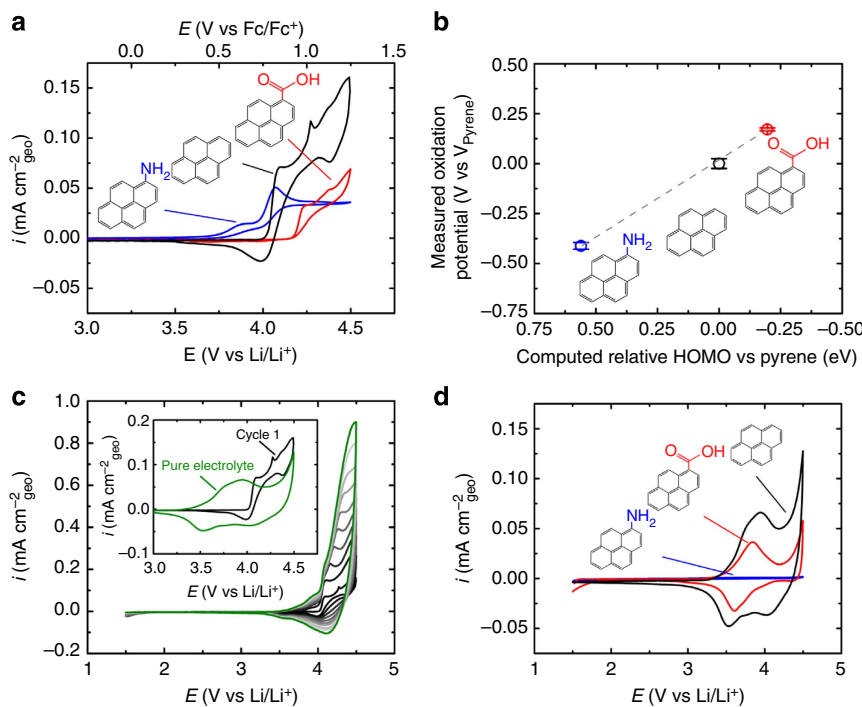 a
E (V vs Fc/Fc⁺)
0.0 0.5 1.0 1.5
0.15
0.10
0.05
0.00
−0.05
i (mA cm⁻²geo)
O
OH
NH₂
3.0 3.5 4.0 4.5
E (V vs Li/Li⁺)
b
0.50
0.25
0.00
−0.25
−0.50
−0.75
Measured oxidation
potential (V vs VPyrene)
O
OH
NH₂
0.75 0.50 0.25 0.00 −0.25 −0.50
Computed relative HOMO vs pyrene (eV)
c
1.0
0.8
0.6
0.4
0.2
0.0
−0.2
i (mA cm⁻²geo)
0.2
0.1
0.0
−0.1
i (mA cm⁻²geo)
Cycle 1
Pure electrolyte
3.0 3.5 4.0 4.5
E (V vs Li/Li⁺)
1 2 3 4 5
E (V vs Li/Li⁺)
d
0.15
0.10
0.05
0.00
−0.05
i (mA cm⁻²geo)
O
OH
NH₂
1 2 3 4 5
E (V vs Li/Li⁺)